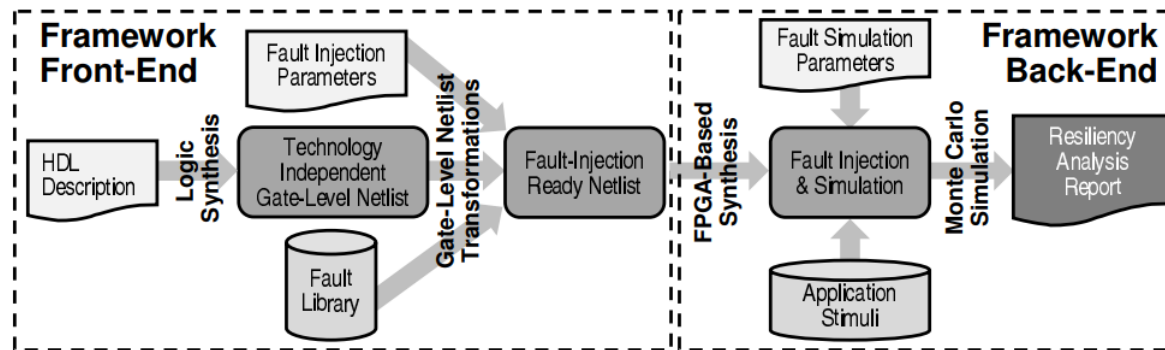 Framework
Front-End
Fault Injection
Parameters
HDL
Description
Logic
Synthesis
Technology
Independent
Gate-Level Netlist
Fault
Library
Gate-Level Netlist
Transformations
Fault-Injection
Ready Netlist
FPGA-Based
Synthesis
Framework
Back-End
Fault Simulation
Parameters
Fault Injection
& Simulation
Application
Stimuli
Monte Carlo
Simulation
Resiliency
Analysis
Report